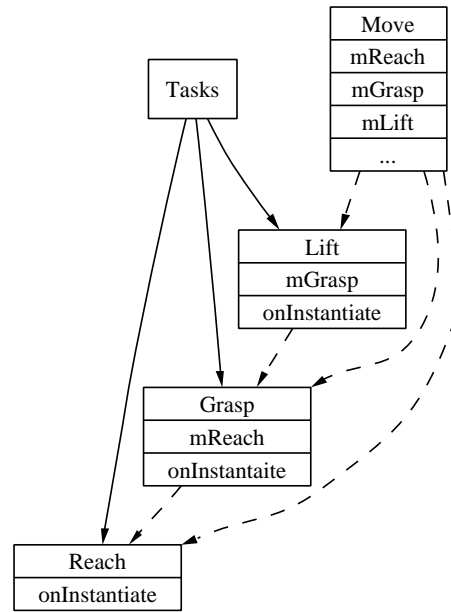 Move
mReach
mGrasp
mLift
...
Tasks
Lift
mGrasp
onInstantiate
Grasp
mReach
onInstantaite
Reach
onInstantiate